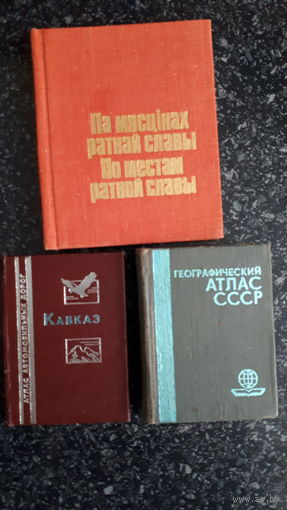 Па мясцінах
ратнай славы
По местам
ратной славы
АТЛАС АВТОМОБИЛЬНЫХ ДОРОГ
КАВКАЗ
ГЕОГРАФИЧЕСКИЙ
АТЛАС
СССР